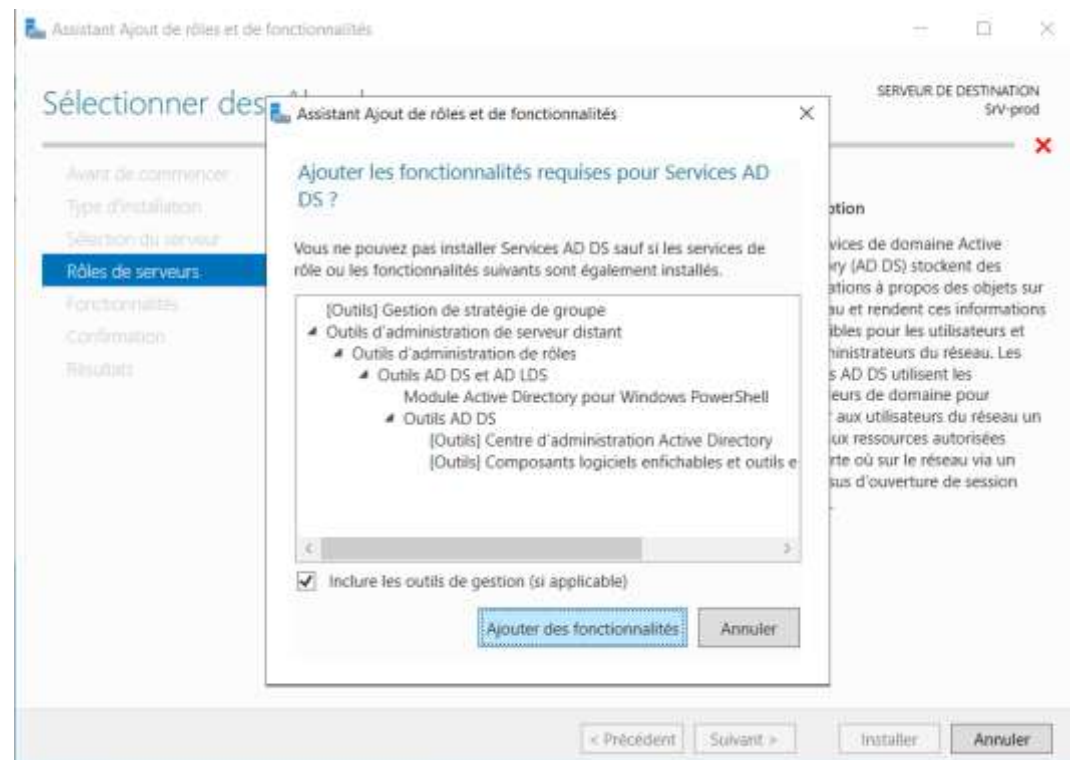 Assistant Ajout de rôles et de fonctionnalités
Sélectionner des
SERVEUR DE DESTINATION
SrV-prod
Avant de commencer
Type d'installation
Sélection du serveur
Rôles de serveurs
Fonctionnalités
Confirmation
Résultats
Assistant Ajout de rôles et de fonctionnalités
Ajouter les fonctionnalités requises pour Services AD
DS ?
Vous ne pouvez pas installer Services AD DS sauf si les services de
rôle ou les fonctionnalités suivants sont également installés.
[Outils] Gestion de stratégie de groupe
Outils d'administration de serveur distant
Outils d'administration de rôles
Outils AD DS et AD LDS
Module Active Directory pour Windows PowerShell
Outils AD DS
[Outils] Centre d'administration Active Directory
[Outils] Composants logiciels enfichables et outils e
Inclure les outils de gestion (si applicable)
Ajouter des fonctionnalités
Annuler
ption
vices de domaine Active
ry (AD DS) stockent des
ations à propos des objets sur
au et rendent ces informations
ibles pour les utilisateurs et
ministrateurs du réseau. Les
s AD DS utilisent les
eurs de domaine pour
aux utilisateurs du réseau un
ux ressources autorisées
rte où sur le réseau via un
sus d'ouverture de session
< Précédent
Suivant >
Installer
Annuler